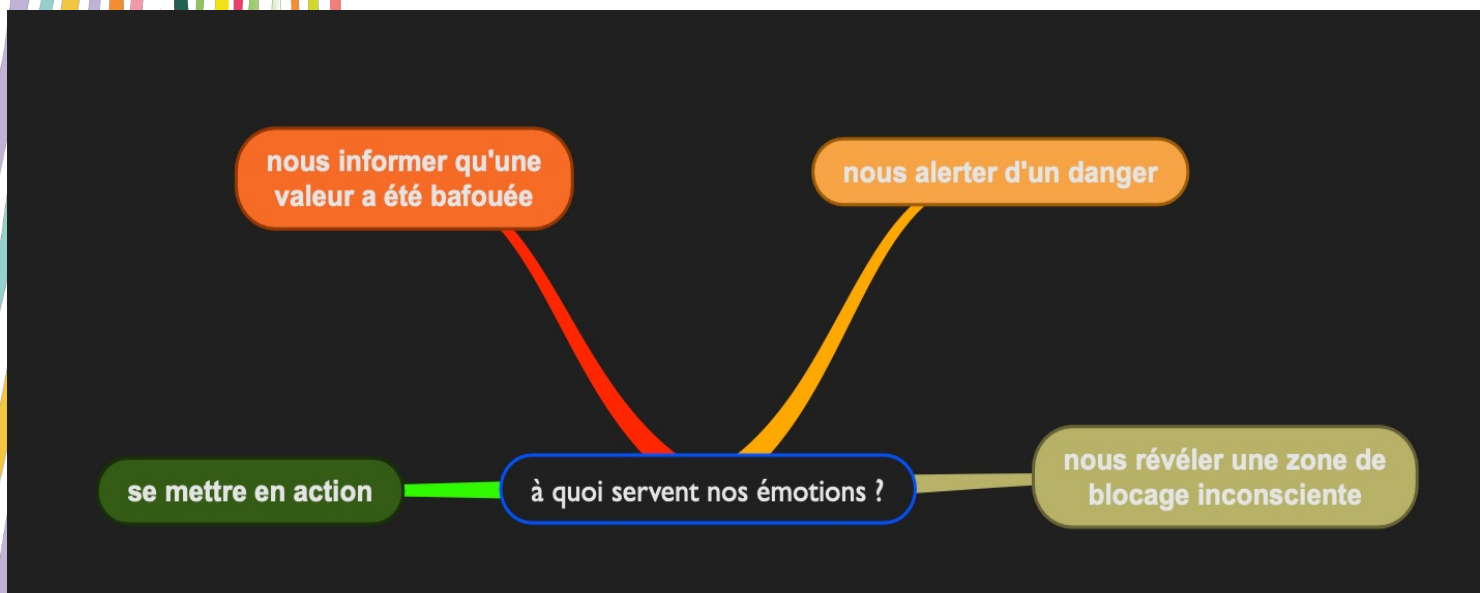 nous informer qu'une
valeur a été bafouée
nous alerter d'un danger
se mettre en action
à quoi servent nos émotions ?
nous révéler une zone de
blocage inconsciente